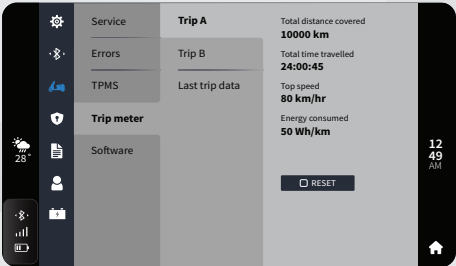 Service
Errors
TPMS
Trip meter
Software
Trip A
Trip B
Last trip data
Total distance covered
10000 km
Total time travelled
24:00:45
Top speed
80 km/hr
Energy consumed
50 Wh/km
RESET
28°
12
49
AM